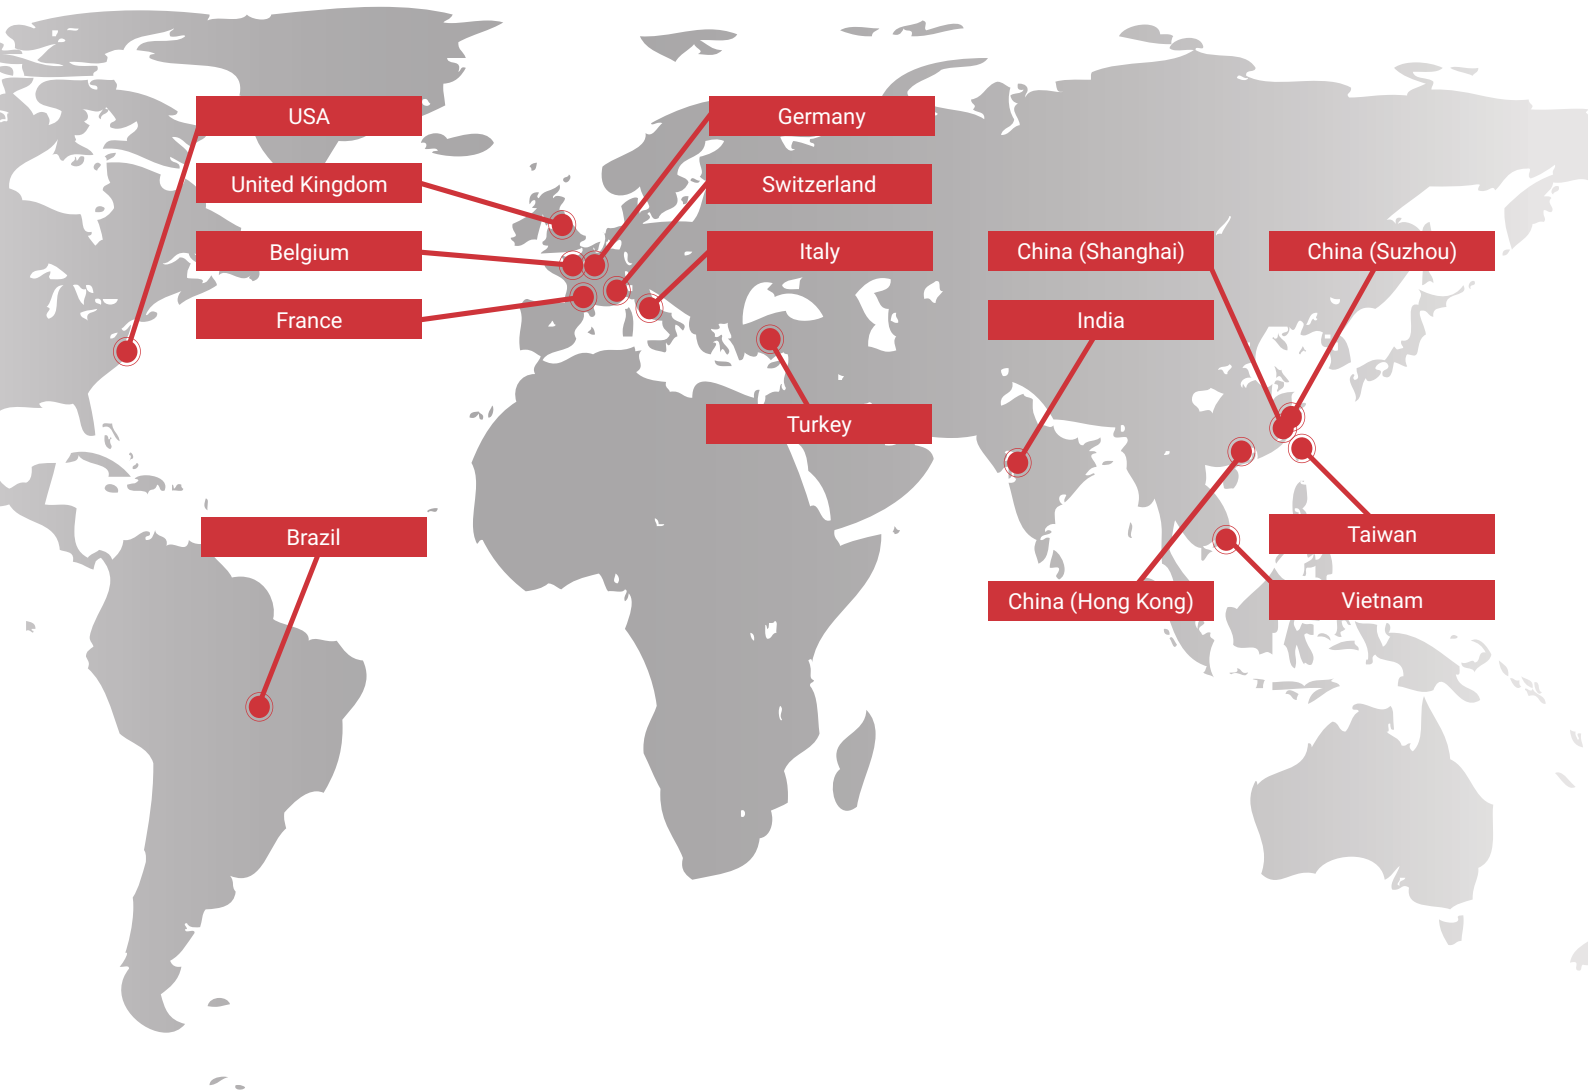 USA
United Kingdom
Belgium
France
Germany
Switzerland
Italy
Turkey
China (Shanghai)
China (Suzhou)
India
Taiwan
China (Hong Kong)
Vietnam
Brazil